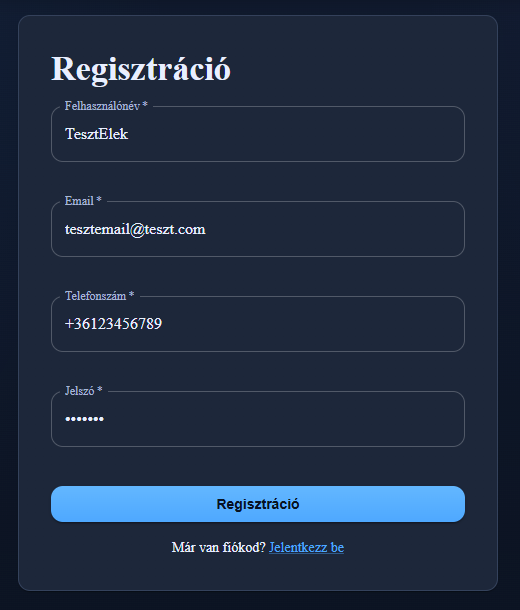 Regisztráció
Felhasználónév *
TesztElek
Email *
tesztemail@teszt.com
Telefonszám *
+36123456789
Jelszó *
•••••••
Regisztráció
Már van fiókod? Jelentkezz be